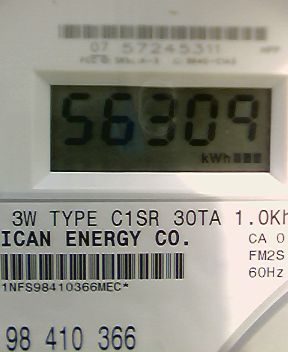 07 57245311
56309
kWh
3W TYPE C1SR 30TA 1.0Kh
ICAN ENERGY CO.
CA 0
FM2S
60Hz
1NFS98410366MEC*
98 410 366